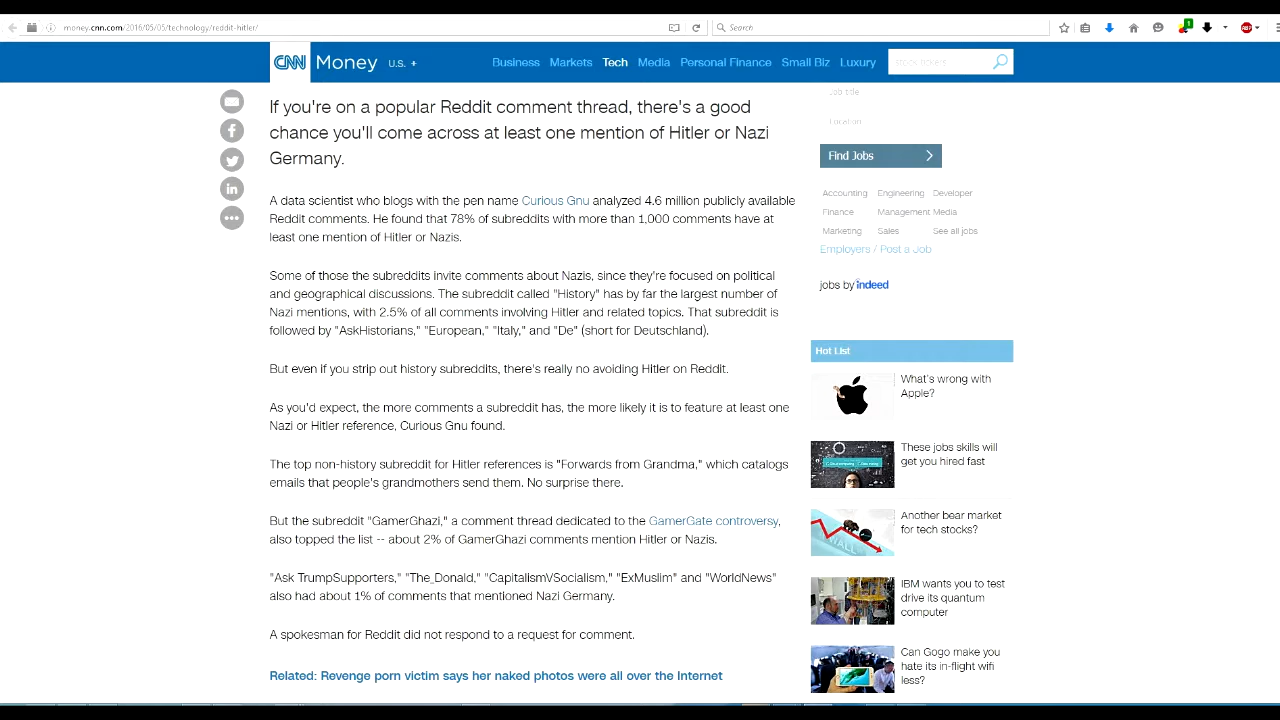 money.cnn.com/2016/05/05/technology/reddit-hitler/
Search
1
ABP
CNN Money U.S. +
Business Markets Tech Media Personal Finance Small Biz Luxury
stock tickers
If you're on a popular Reddit comment thread, there's a good
chance you'll come across at least one mention of Hitler or Nazi
Germany.
A data scientist who blogs with the pen name Curious Gnu analyzed 4.6 million publicly available
Reddit comments. He found that 78% of subreddits with more than 1,000 comments have at
least one mention of Hitler or Nazis.
Some of those the subreddits invite comments about Nazis, since they're focused on political
and geographical discussions. The subreddit called "History" has by far the largest number of
Nazi mentions, with 2.5% of all comments involving Hitler and related topics. That subreddit is
followed by "AskHistorians," "European," "Italy," and "De" (short for Deutschland).
But even if you strip out history subreddits, there's really no avoiding Hitler on Reddit.
As you'd expect, the more comments a subreddit has, the more likely it is to feature at least one
Nazi or Hitler reference, Curious Gnu found.
The top non-history subreddit for Hitler references is "Forwards from Grandma," which catalogs
emails that people's grandmothers send them. No surprise there.
But the subreddit "GamerGhazi," a comment thread dedicated to the GamerGate controversy,
also topped the list -- about 2% of GamerGhazi comments mention Hitler or Nazis.
"Ask TrumpSupporters," "The_Donald," "CapitalismVSocialism," "ExMuslim" and "WorldNews"
also had about 1% of comments that mentioned Nazi Germany.
A spokesman for Reddit did not respond to a request for comment.
Related: Revenge porn victim says her naked photos were all over the Internet
Job title
Location
Find Jobs
Accounting Engineering Developer
Finance Management Media
Marketing Sales See all jobs
Employers / Post a Job
jobs by indeed
Hot List
What's wrong with
Apple?
These jobs skills will
get you hired fast
Another bear market
for tech stocks?
WALL
IBM wants you to test
drive its quantum
computer
Can Gogo make you
hate its in-flight wifi
less?